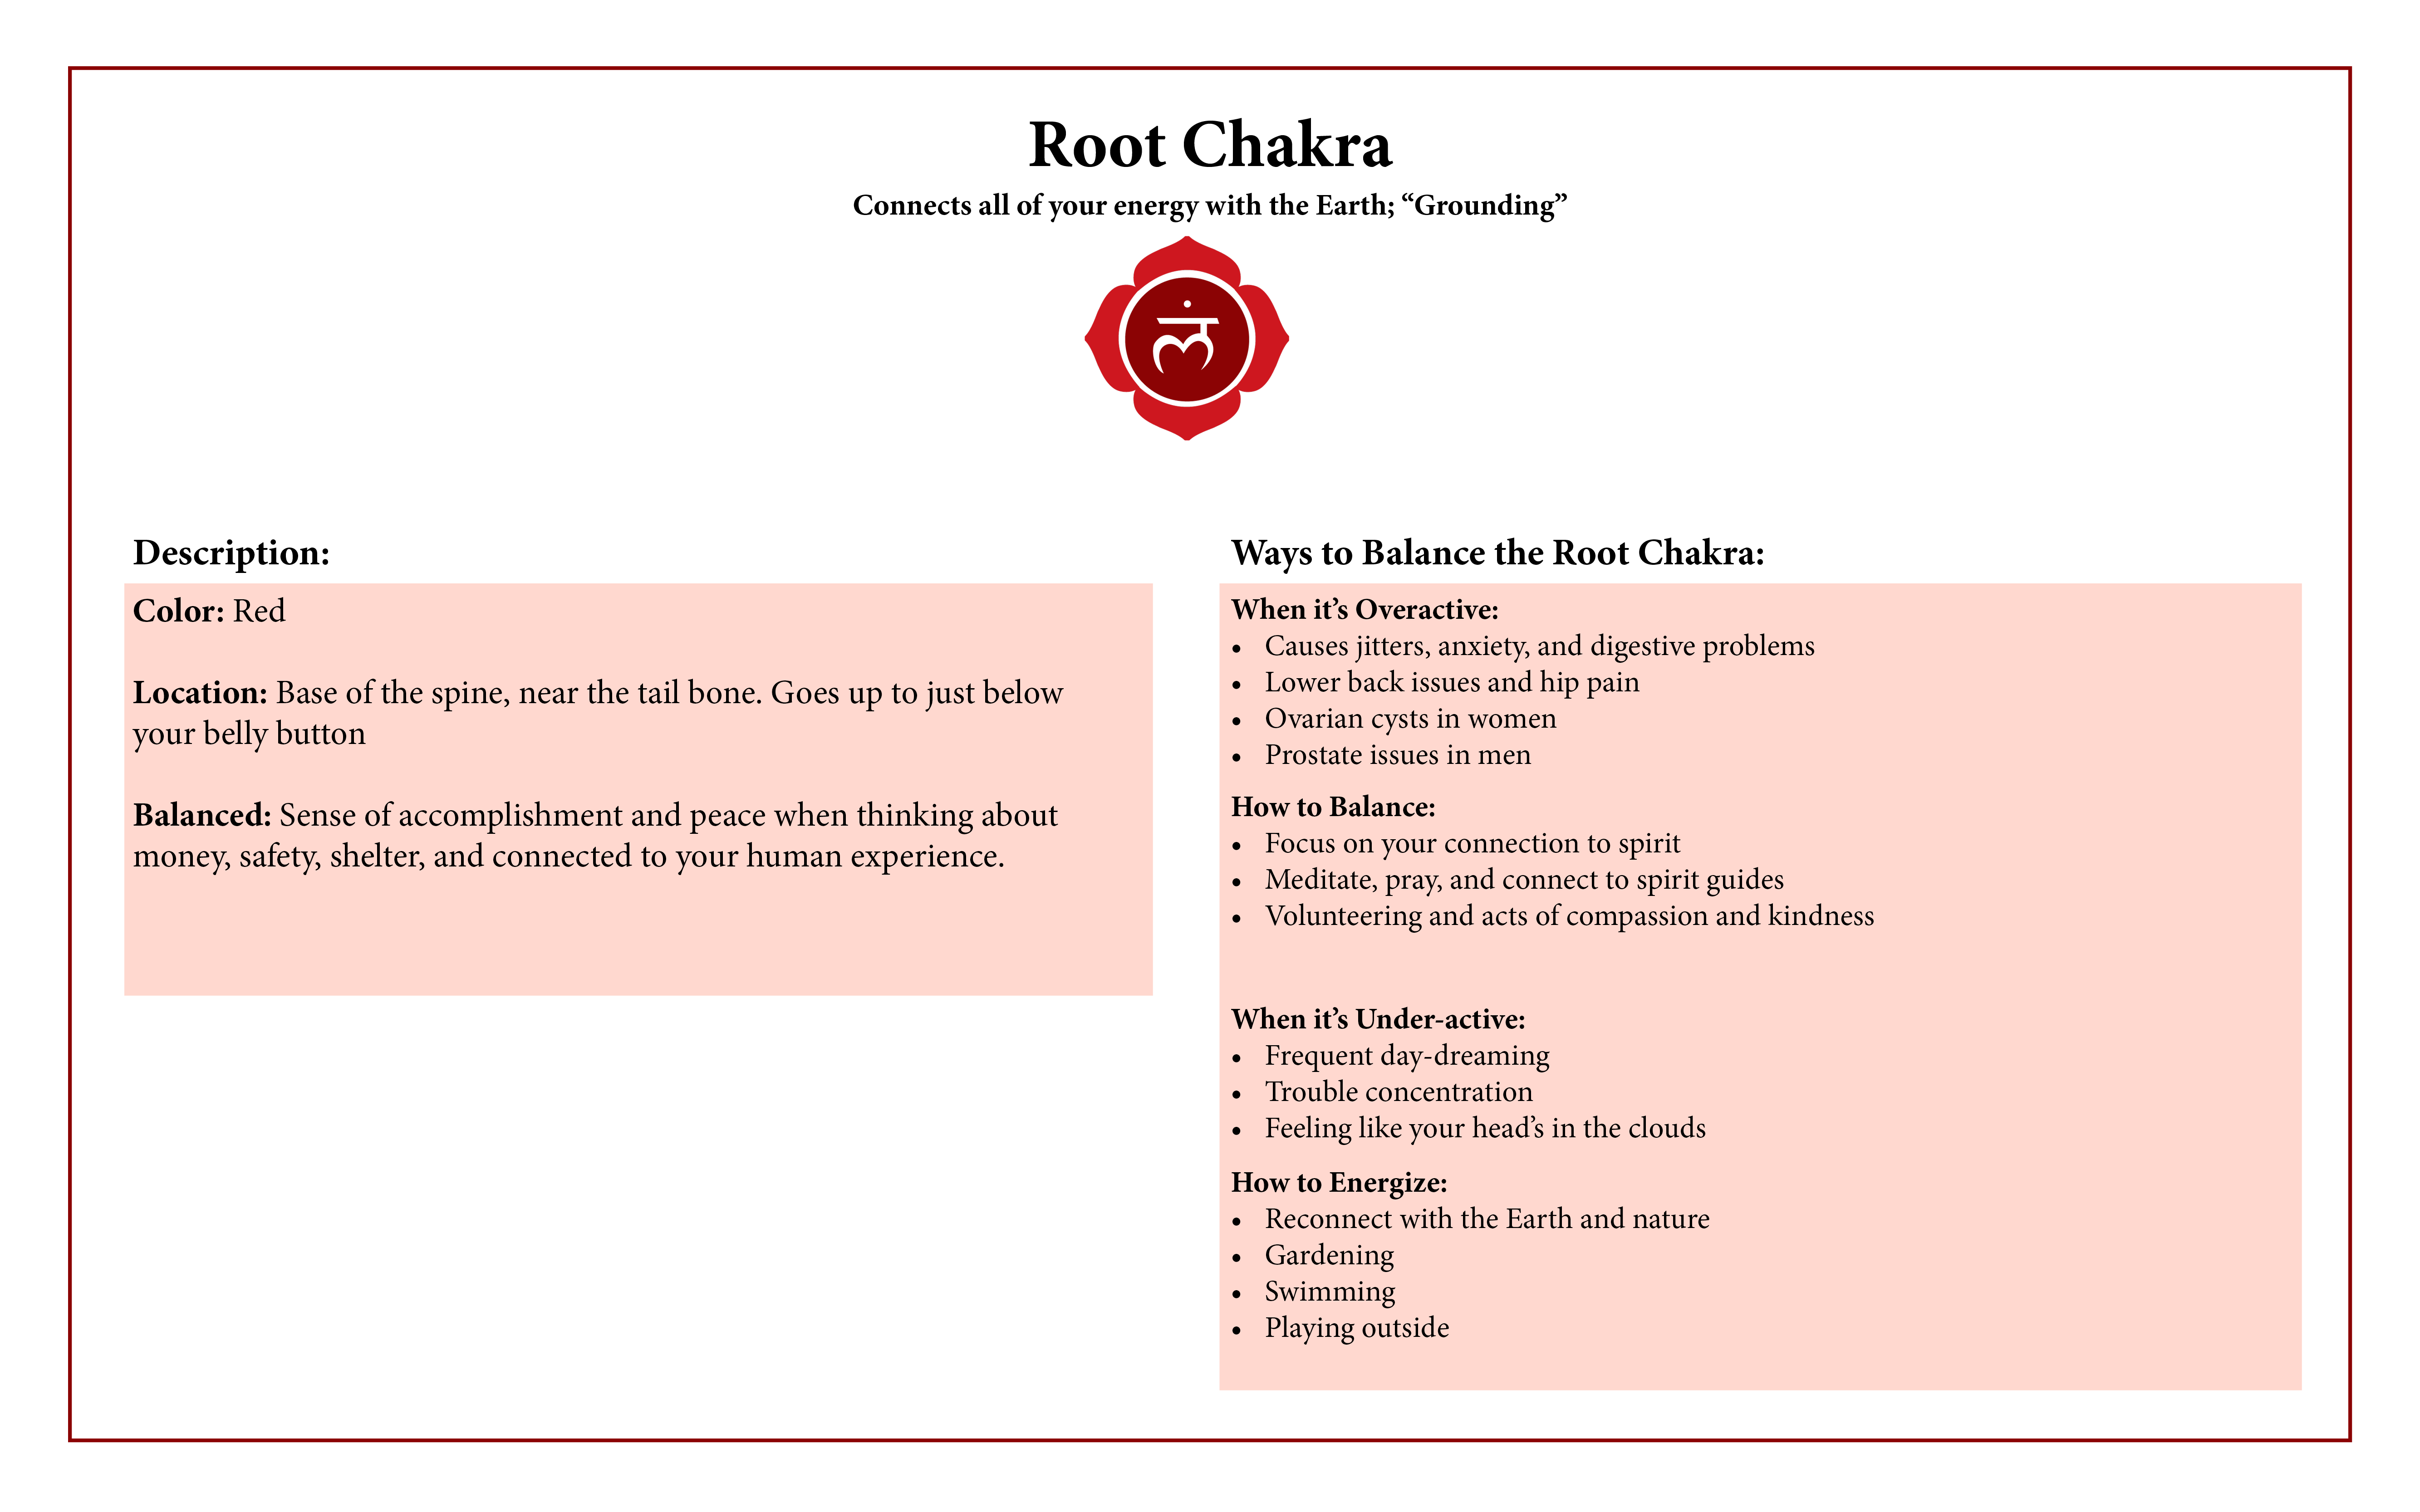 Root Chakra
Connects all of your energy with the Earth; “Grounding”
लं
Description:
Color: Red
Location: Base of the spine, near the tail bone. Goes up to just below
your belly button
Balanced: Sense of accomplishment and peace when thinking about
money, safety, shelter, and connected to your human experience.
Ways to Balance the Root Chakra:
When it’s Overactive:
• Causes jitters, anxiety, and digestive problems
• Lower back issues and hip pain
• Ovarian cysts in women
• Prostate issues in men
How to Balance:
• Focus on your connection to spirit
• Meditate, pray, and connect to spirit guides
• Volunteering and acts of compassion and kindness
When it’s Under-active:
• Frequent day-dreaming
• Trouble concentration
• Feeling like your head’s in the clouds
How to Energize:
• Reconnect with the Earth and nature
• Gardening
• Swimming
• Playing outside